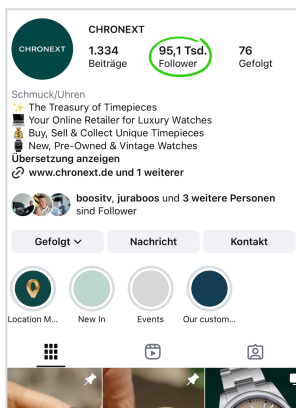 CHRONEXT
CHRONEXT
1.334 95,1 Tsd. 76
Beiträge Follower Gefolgt
Schmuck/Uhren
✨ The Treasury of Timepieces
💻 Your Online Retailer for Luxury Watches
💰 Buy, Sell & Collect Unique Timepieces
⌚ New, Pre-Owned & Vintage Watches
Übersetzung anzeigen
www.chronext.de und 1 weiterer
boositv, juraboos und 3 weitere Personen
sind Follower
Gefolgt Nachricht Kontakt
Location M... New In Events Our custom...